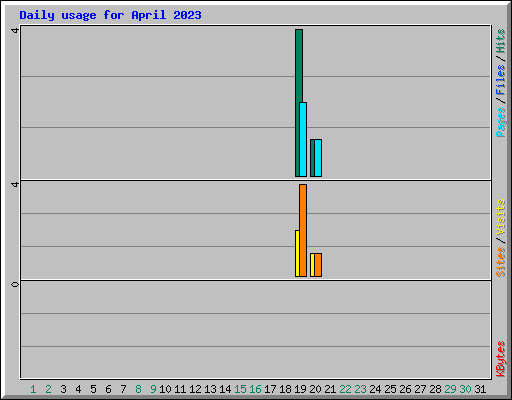 Daily usage for April 2023
4
4
0
Pages / Files / Hits
Sites / Visits
KBytes
1 2 3 4 5 6 7 8 9 10 11 12 13 14 15 16 17 18 19 20 21 22 23 24 25 26 27 28 29 30 31